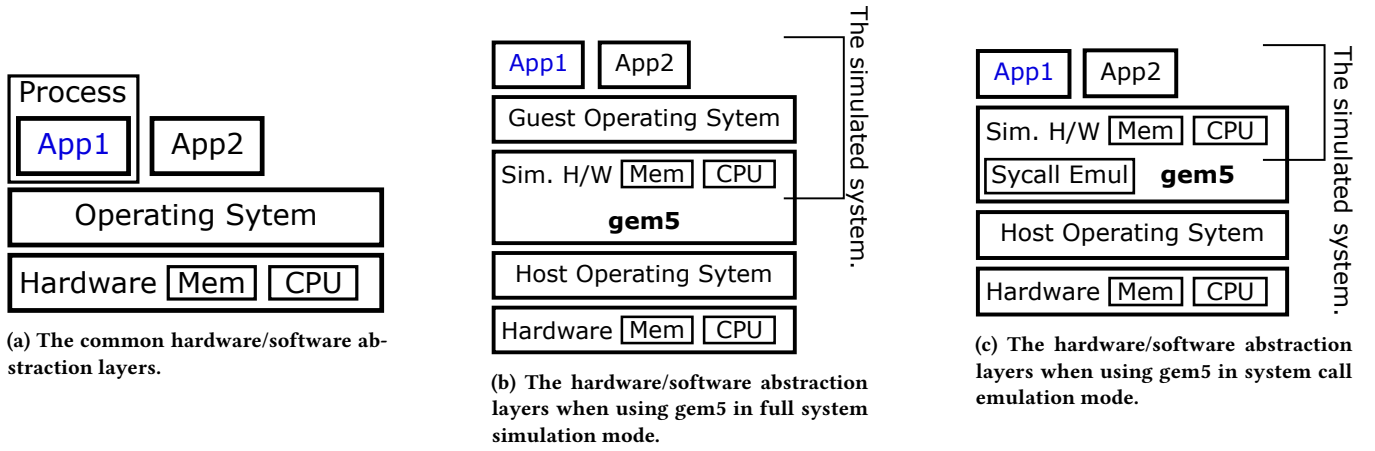 Process
App1
App2
Operating Sytem
Hardware Mem CPU
(a) The common hardware/software ab-
straction layers.
App1
App2
Guest Operating Sytem
Sim. H/W Mem CPU
gem5
Host Operating Sytem
Hardware Mem CPU
The simulated system.
(b) The hardware/software abstraction
layers when using gem5 in full system
simulation mode.
App1
App2
Sim. H/W Mem CPU
Sycall Emul gem5
Host Operating Sytem
Hardware Mem CPU
The simulated system.
(c) The hardware/software abstraction
layers when using gem5 in system call
emulation mode.